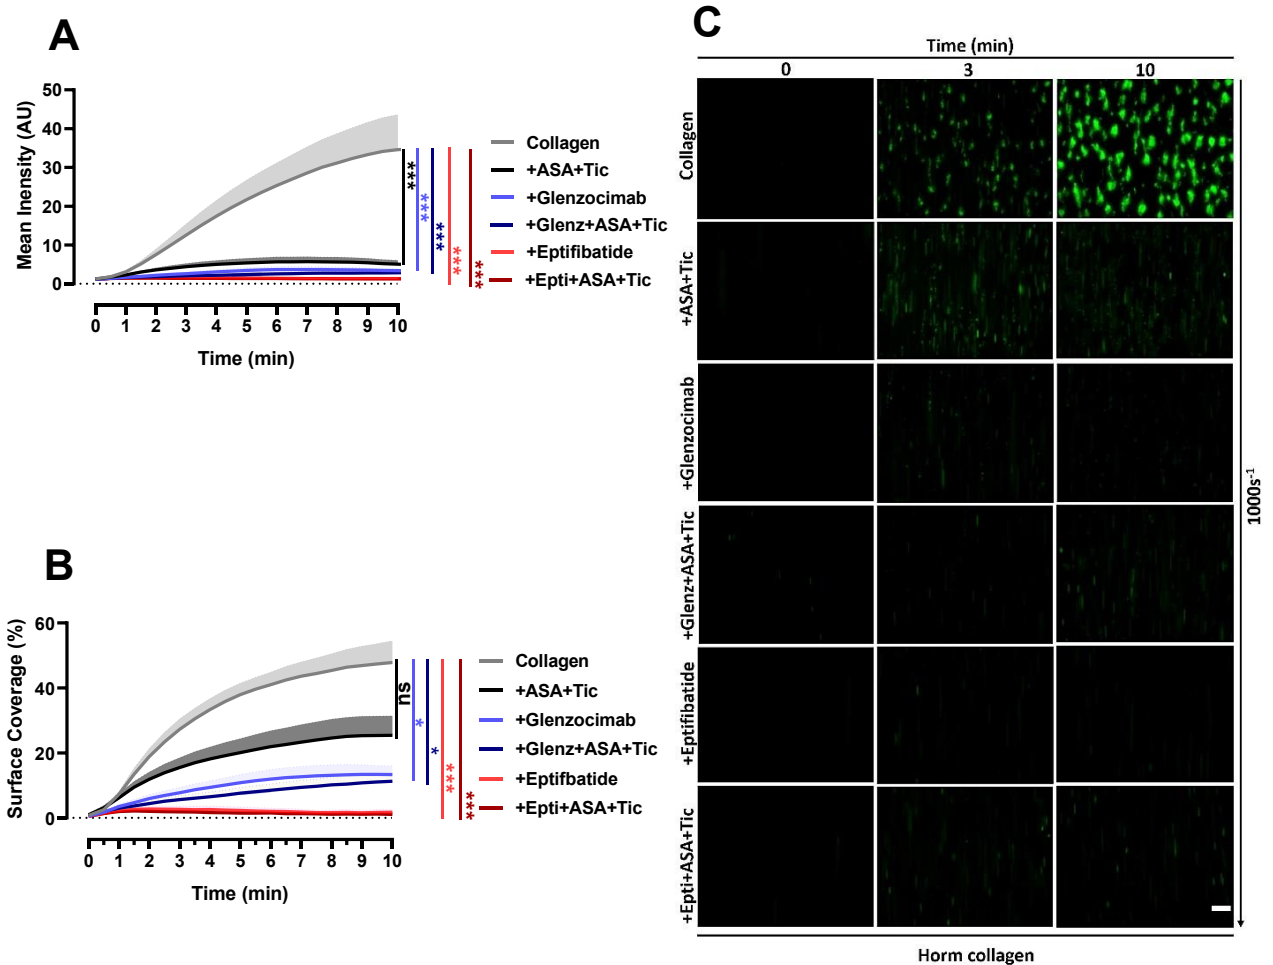 A
Mean Inensity (AU)
50
40
30
20
10
0
0 1 2 3 4 5 6 7 8 9 10
Time (min)
***
***
***
***
***
Collagen
+ASA+Tic
+Glenzocimab
+Glenz+ASA+Tic
+Eptifibatide
+Epti+ASA+Tic
B
Surface Coverage (%)
60
40
20
0
0 1 2 3 4 5 6 7 8 9 10
Time (min)
ns
*
*
***
***
Collagen
+ASA+Tic
+Glenzocimab
+Glenz+ASA+Tic
+Eptifbatide
+Epti+ASA+Tic
C
Time (min)
0 3 10
Collagen
+ASA+Tic
+Glenzocimab
+Glenz+ASA+Tic
+Eptifibatide
+Epti+ASA+Tic
1000s⁻¹
Horm collagen